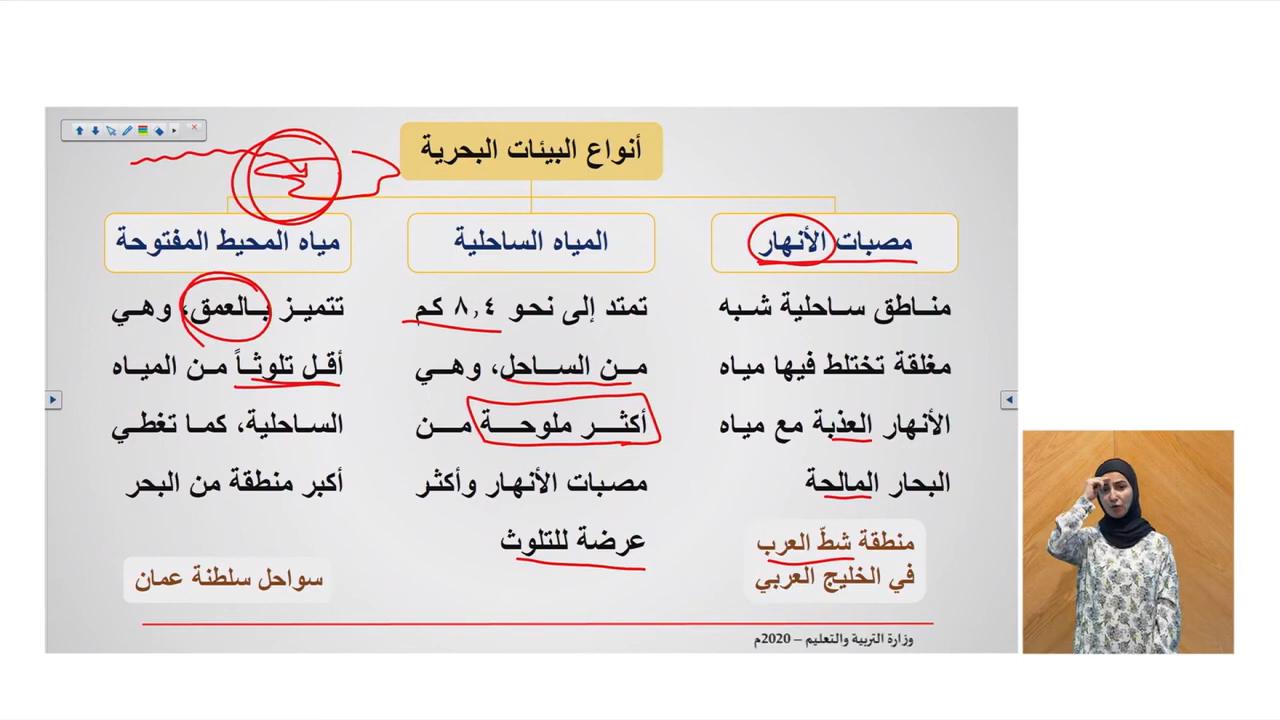 أنواع البيئات البحرية
مصبات الأنهار
مناطق ساحلية شبه
مغلقة تختلط فيها مياه
الأنهار العذبة مع مياه
البحار المالحة
منطقة شطّ العرب
في الخليج العربي
المياه الساحلية
تمتد إلى نحو ٨,٤ كم
من الساحل، وهي
أكثر ملوحة من
مصبات الأنهار وأكثر
عرضة للتلوث
مياه المحيط المفتوحة
تتميز بالعمق، وهي
أقل تلوثاً من المياه
الساحلية، كما تغطي
أكبر منطقة من البحر
سواحل سلطنة عمان
وزارة التربية والتعليم – 2020م